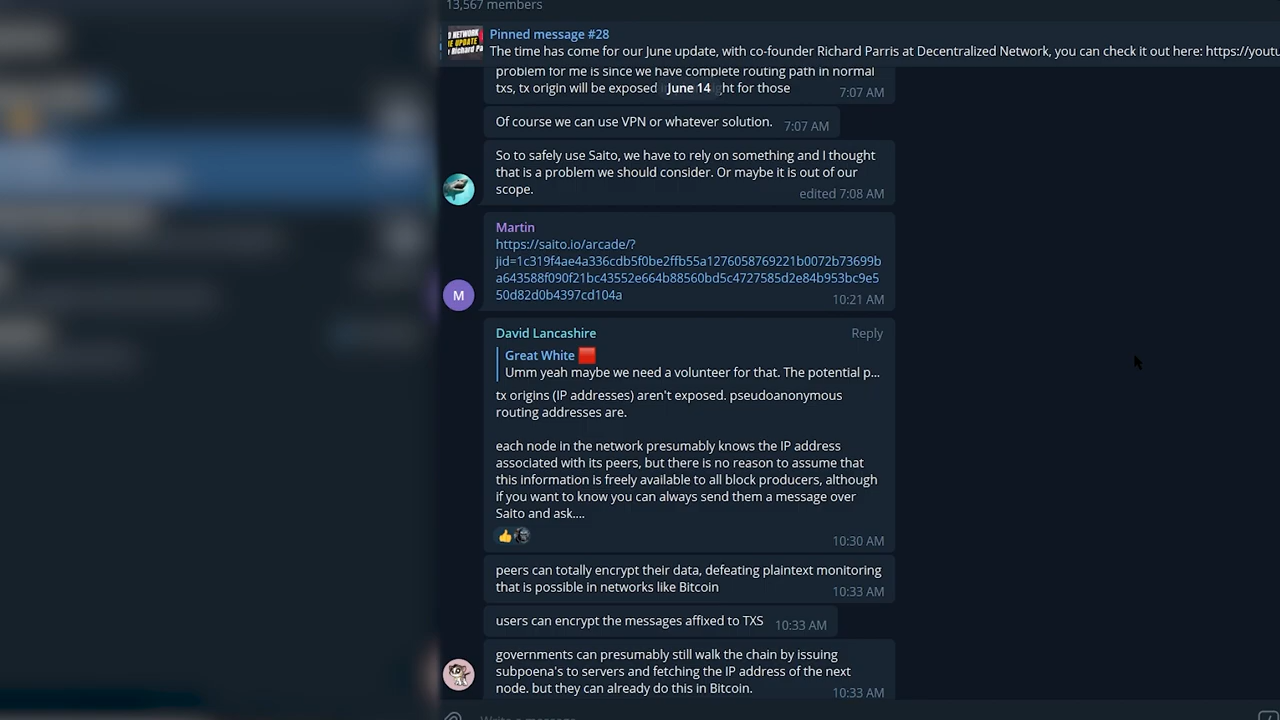 13,567 members
Pinned message #28
The time has come for our June update, with co-founder Richard Parris at Decentralized Network, you can check it out here: https://youtu
problem for me is since we have complete routing path in normal
txs, tx origin will be exposed ght for those
June 14
7:07 AM
Of course we can use VPN or whatever solution.
7:07 AM
So to safely use Saito, we have to rely on something and I thought
that is a problem we should consider. Or maybe it is out of our
scope.
edited 7:08 AM
Martin
https://saito.io/arcade/?
jid=1c319f4ae4a336cdb5f0be2ffb55a1276058769221b0072b73699b
a643588f090f21bc43552e664b88560bd5c4727585d2e84b953bc9e5
50d82d0b4397cd104a
M
10:21 AM
David Lancashire
Reply
Great White
Umm yeah maybe we need a volunteer for that. The potential p...
tx origins (IP addresses) aren't exposed. pseudoanonymous
routing addresses are.
each node in the network presumably knows the IP address
associated with its peers, but there is no reason to assume that
this information is freely available to all block producers, although
if you want to know you can always send them a message over
Saito and ask....
10:30 AM
peers can totally encrypt their data, defeating plaintext monitoring
that is possible in networks like Bitcoin
10:33 AM
users can encrypt the messages affixed to TXS
10:33 AM
governments can presumably still walk the chain by issuing
subpoena's to servers and fetching the IP address of the next
node. but they can already do this in Bitcoin.
10:33 AM
Write a message...